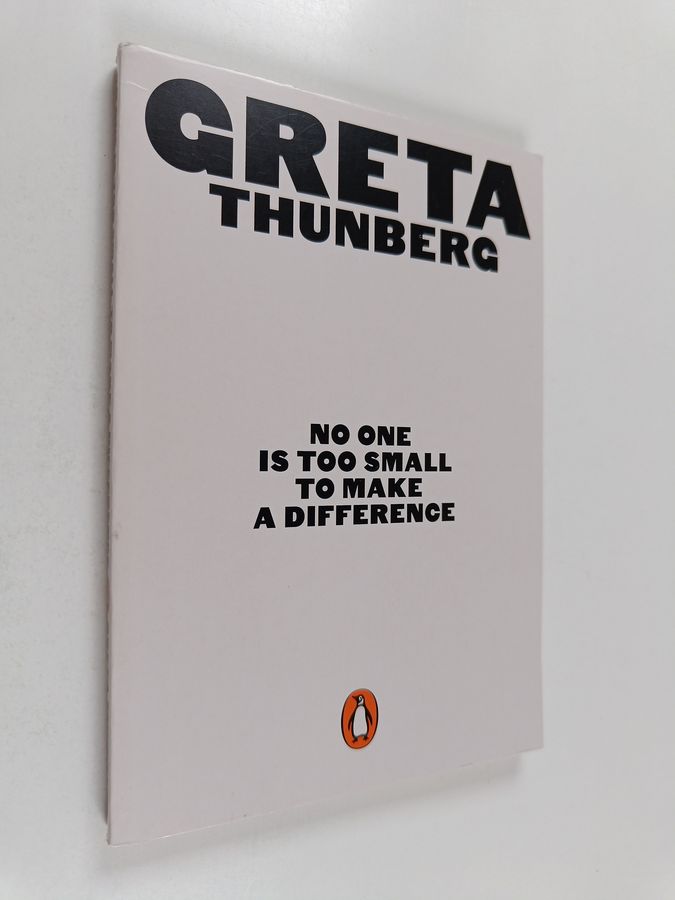 GRETA
THUNBERG
NO ONE
IS TOO SMALL
TO MAKE
A DIFFERENCE